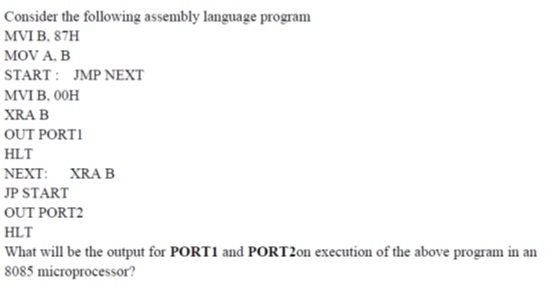 Consider the following assembly language program
MVI B, 87H
MOV A, B
START : JMP NEXT
MVI B, 00H
XRA B
OUT PORT1
HLT
NEXT: XRA B
JP START
OUT PORT2
HLT
What will be the output for PORT1 and PORT2on execution of the above program in an
8085 microprocessor?